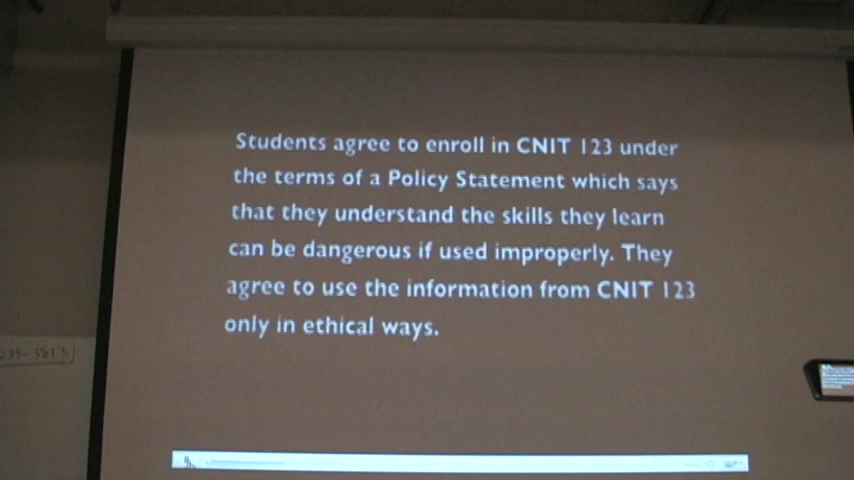 Students agree to enroll in CNIT 123 under
the terms of a Policy Statement which says
that they understand the skills they learn
can be dangerous if used improperly. They
agree to use the information from CNIT 123
only in ethical ways.